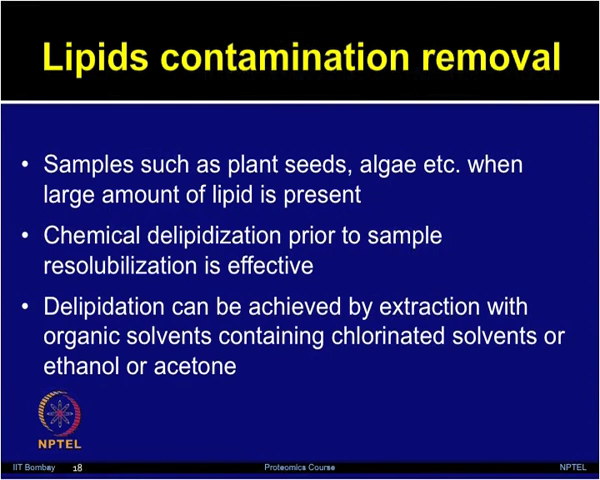 Lipids contamination removal
• Samples such as plant seeds, algae etc. when
large amount of lipid is present
• Chemical delipidization prior to sample
resolubilization is effective
• Delipidation can be achieved by extraction with
organic solvents containing chlorinated solvents or
ethanol or acetone
NPTEL
IIT Bombay 18 Proteomics Course NPTEL